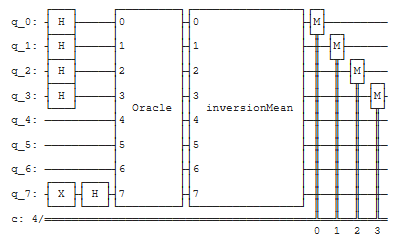 q_0: H 0 0 M
q_1: H 1 1 M
q_2: H 2 2 M
q_3: H 3 3 M
Oracle inversionMean
q_4: 4 4
q_5: 5 5
q_6: 6 6
q_7: X H 7 7
c: 4/
0 1 2 3